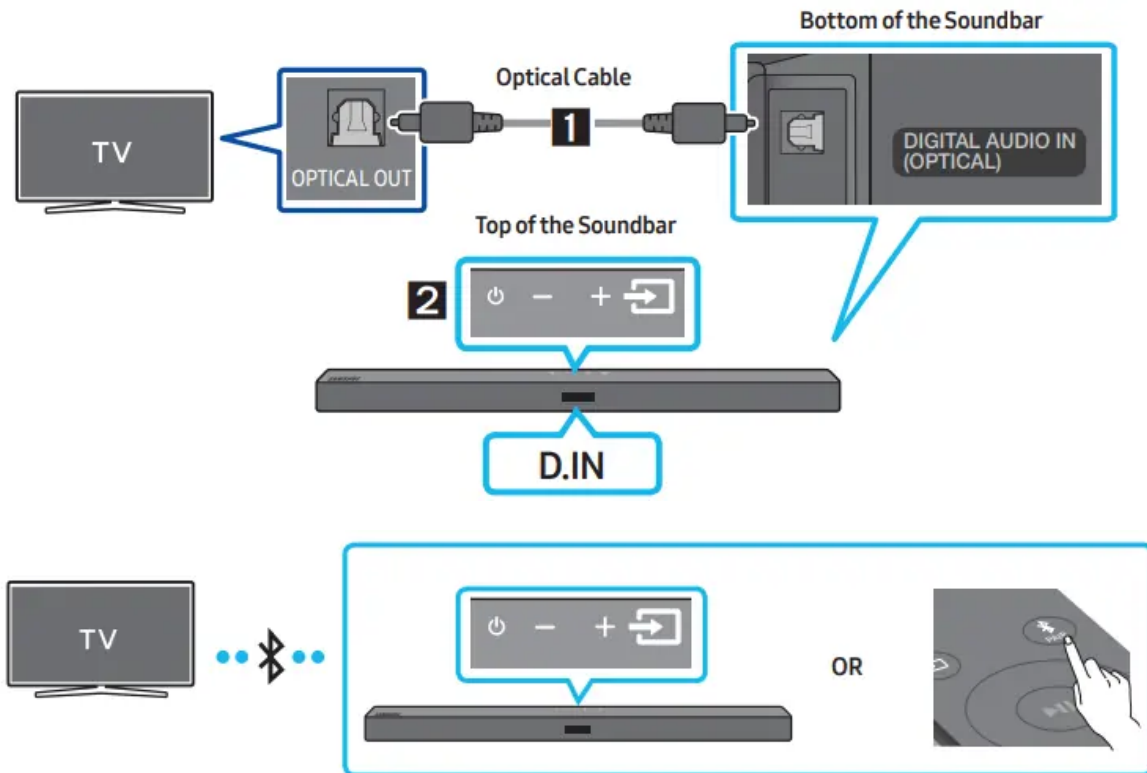 Bottom of the Soundbar
Optical Cable
1
TV
OPTICAL OUT
DIGITAL AUDIO IN
(OPTICAL)
Top of the Soundbar
2
D.IN
TV
OR
PAIR